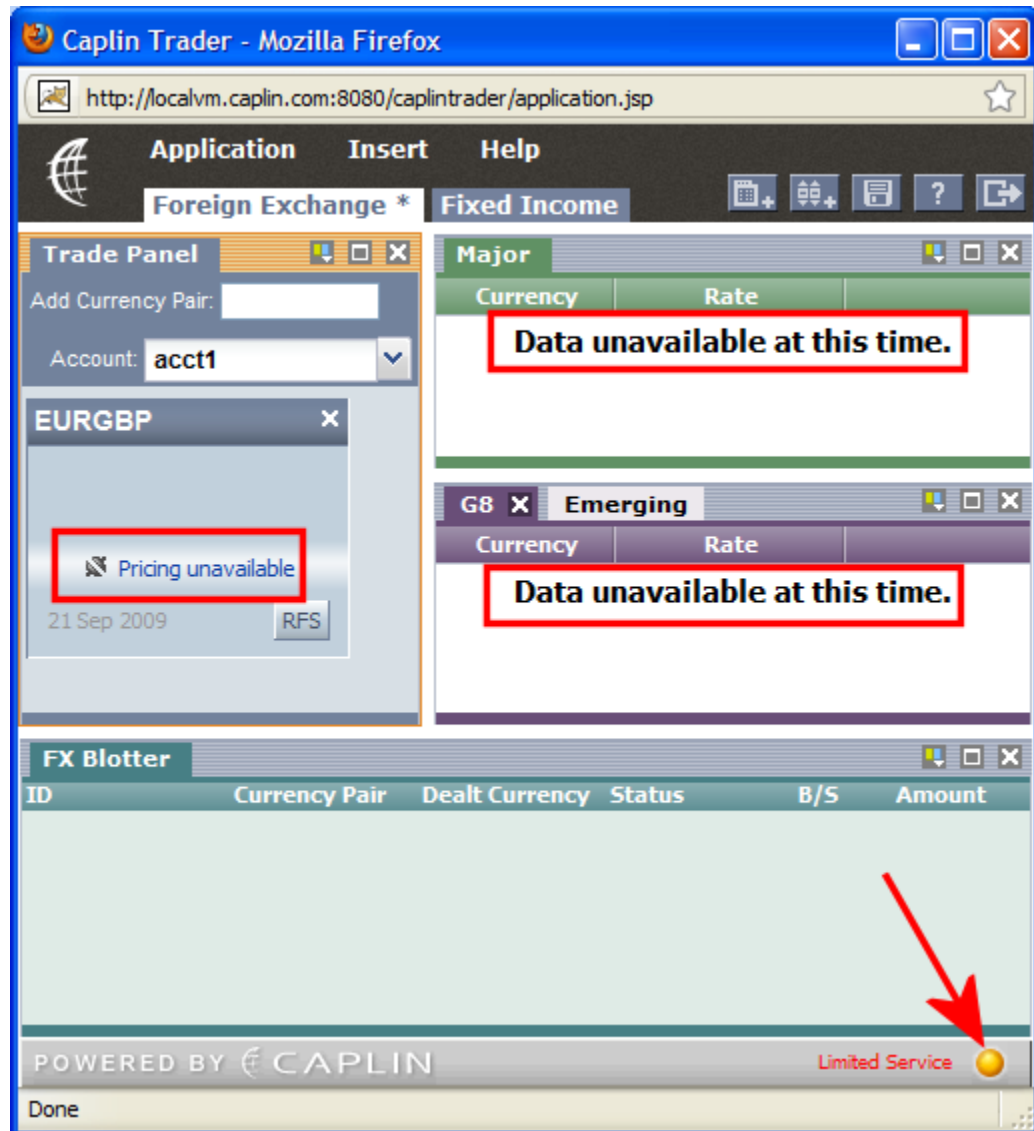 Caplin Trader - Mozilla Firefox
http://localvm.caplin.com:8080/caplintrader/application.jsp
Application Insert Help
Foreign Exchange * Fixed Income
?
Trade Panel
Add Currency Pair:
Account: acct1
EURGBP
Pricing unavailable
21 Sep 2009 RFS
Major
Currency Rate
Data unavailable at this time.
G8 Emerging
Currency Rate
Data unavailable at this time.
FX Blotter
ID Currency Pair Dealt Currency Status B/S Amount
POWERED BY CAPLIN
Limited Service
Done